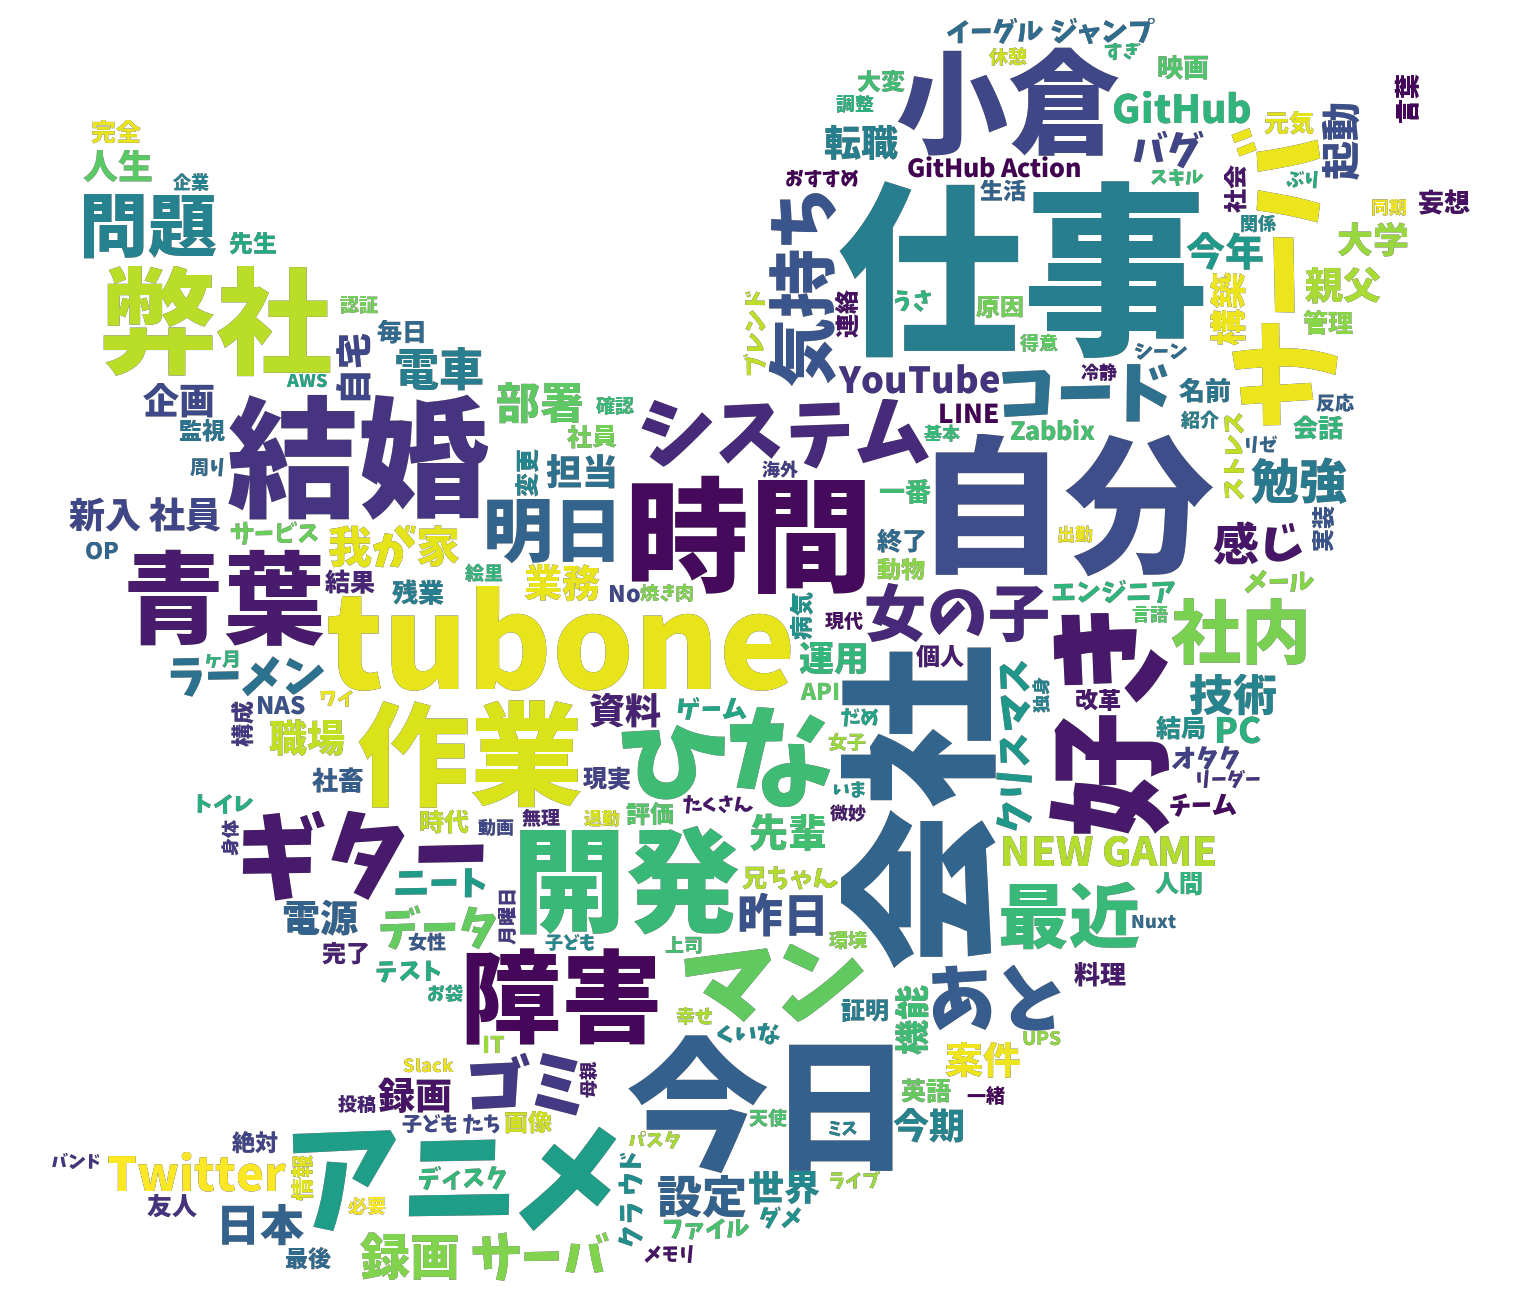 イーグル ジャンプ
休憩
すぎ
小倉
大変
映画
調整
GitHub
言葉
転職
バグ
元気
起動
完全
人生
企業
GitHub Action
おすすめ
生活
スキル
社会
ぶり
サーバ
妄想
同期
問題
先生
気持ち
仕事
関係
今年
大学
弊社
認証
フレンド
連絡
うさ
原因
得意
構築
親父
管理
毎日
自宅
電車
AWS
シーン
冷静
YouTube
コード
名前
反応
企画
結婚
部署
確認
社員
システム
LINE
Zabbix
基本
紹介
会話
監視
周り
変更
担当
海外
自分
ストレス
リゼ
勉強
新入 社員
サービス
OP
我が家
明日
時間
一番
終了
出勤
感じ
実装
青葉
結果
残業
絵里
業務
No
焼き肉
動物
女の子
エンジニア
メール
言語
社内
tubone
病気
現代
運用
個人
好き
ラーメン
ケ月
NAS
ワイ
API
会社
クリスマス
独身
改革
技術
構成
職場
作業
資料
ゲーム
ひな
だめ
女子
結局
PC
オタク
リーダー
社畜
現実
いま
チーム
トイレ
身体
ギター
時代
動画
無理
退勤
評価
たくさん
微妙
先輩
NEW GAME
ニート
開発
兄ちゃん
人間
電源
データ
女性
月曜日
昨日
最近
Nuxt
完了
テスト
お袋
子ども
上司
環境
マン
障害
あと
料理
証明
機能
幸せ
くいな
UPS
IT
案件
Slack
ゴミ
母親
今日
英語
一緒
投稿
録画
子ども たち
画像
天使
ミス
今期
絶対
アニメ
パスタ
バンド
Twitter
情報
ディスク
クラウド
設定
世界
ライブ
友人
必要
日本
ダメ
ファイル
最後
録画 サーバ
メモリ